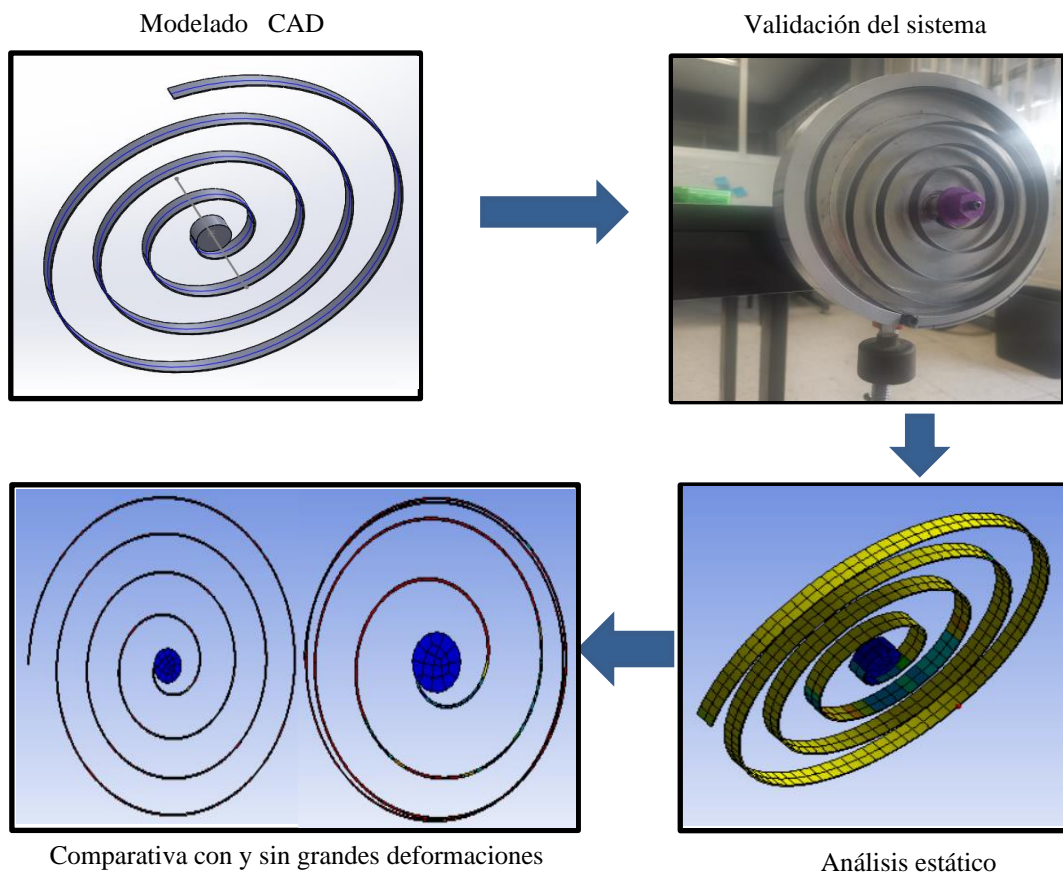 Modelado CAD
Validación del sistema
Comparativa con y sin grandes deformaciones
Análisis estático